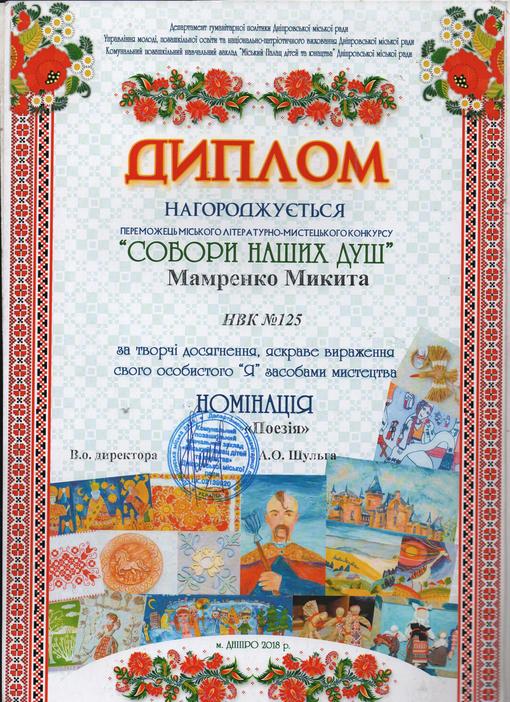 Департамент гуманітарної політики Дніпровської міської ради
Управління молоді, позашкільної освіти та національно-патріотичного виховання Дніпровської міської ради
Комунальний позашкільний навчальний заклад "Міський Палац дітей та юнацтва" Дніпровської міської ради
ДИПЛОМ
НАГОРОДЖУЄТЬСЯ
ПЕРЕМОЖЕЦЬ МІСЬКОГО ЛІТЕРАТУРНО-МИСТЕЦЬКОГО КОНКУРСУ
"СОБОРИ НАШИХ ДУШ"
Мамренко Микита
НВК №125
за творчі досягнення, яскраве вираження
свого особистого "Я" засобами мистецтва
НОМІНАЦІЯ
«Поезія»
В.о. директора А.О. Шульга
м. ДНІПРО 2018 р.